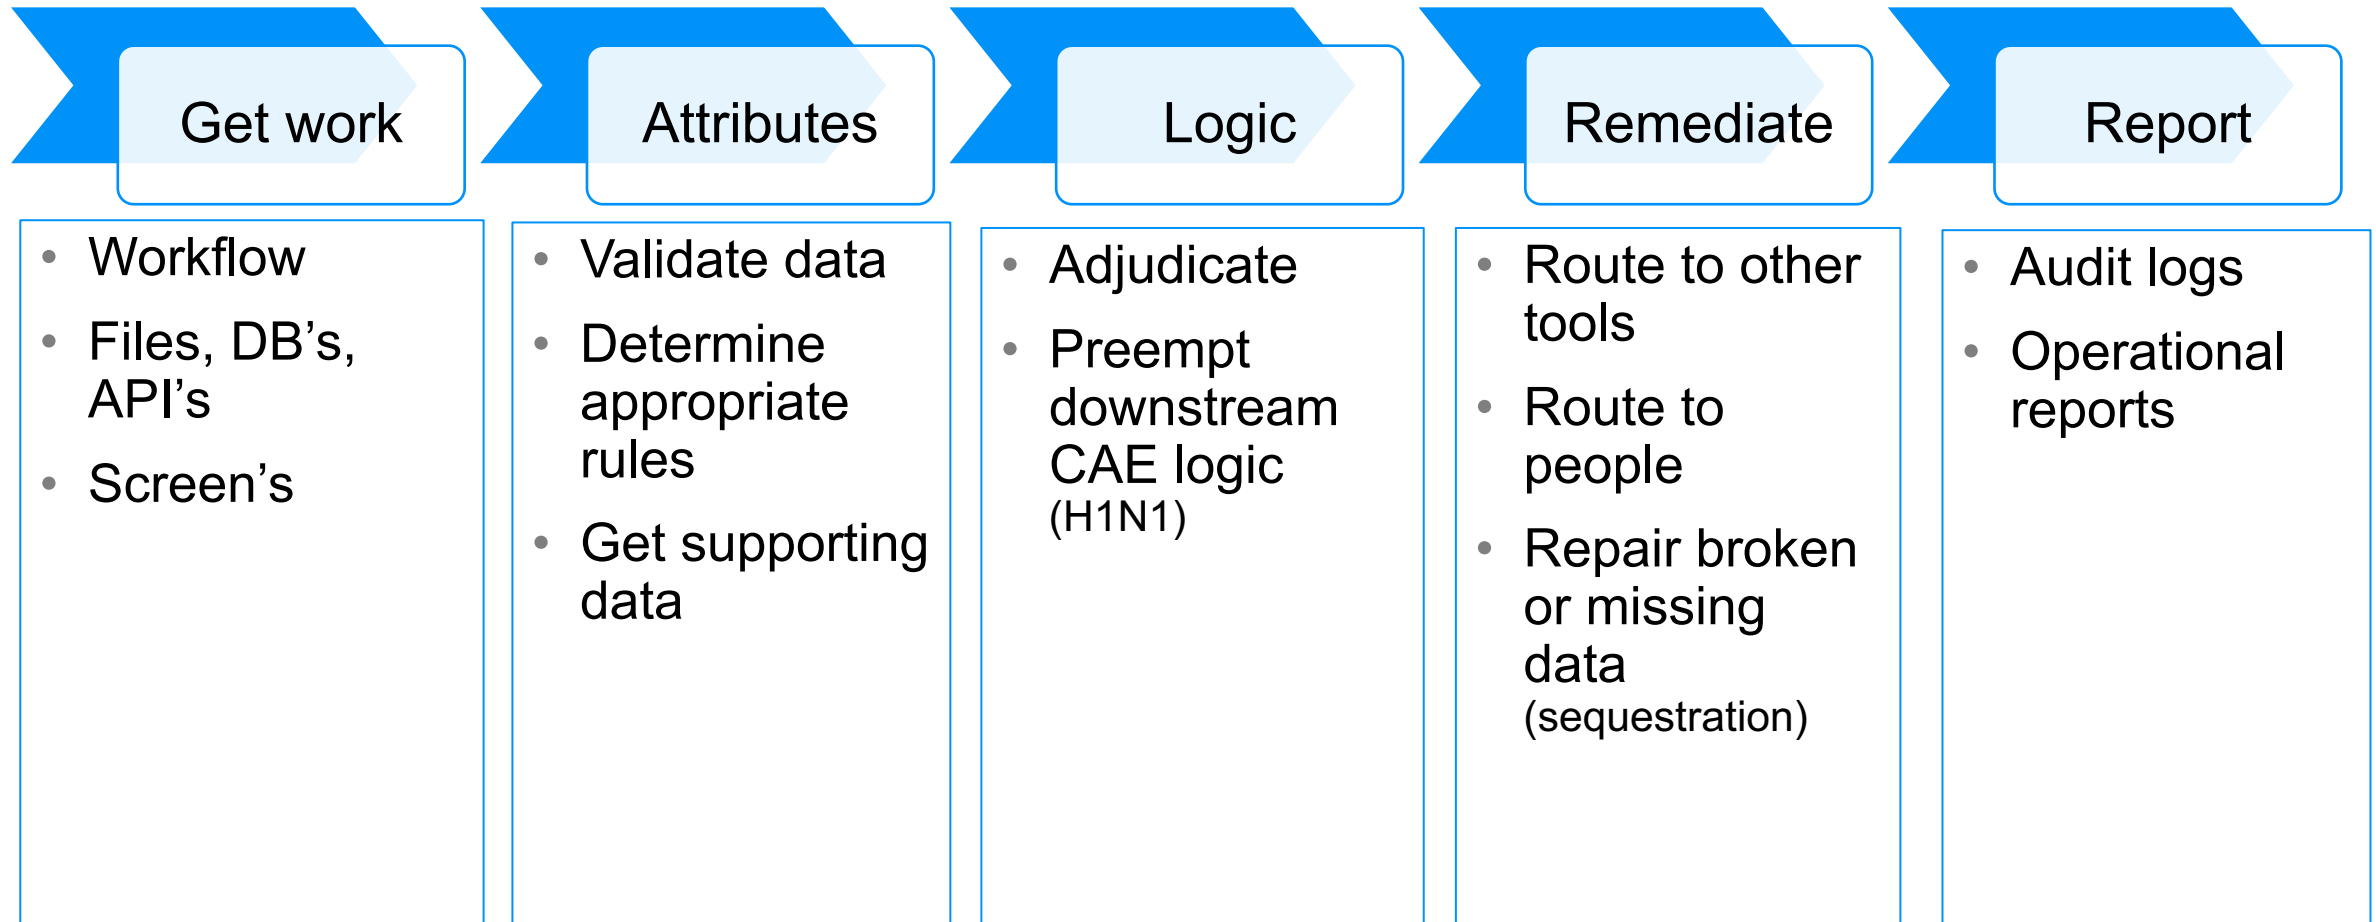 Get work
Attributes
Logic
Remediate
Report
• Workflow
• Files, DB’s,
API’s
• Screen’s
• Validate data
• Determine
appropriate
rules
• Get supporting
data
• Adjudicate
• Preempt
downstream
CAE logic
(H1N1)
• Route to other
tools
• Route to
people
• Repair broken
or missing
data
(sequestration)
• Audit logs
• Operational
reports